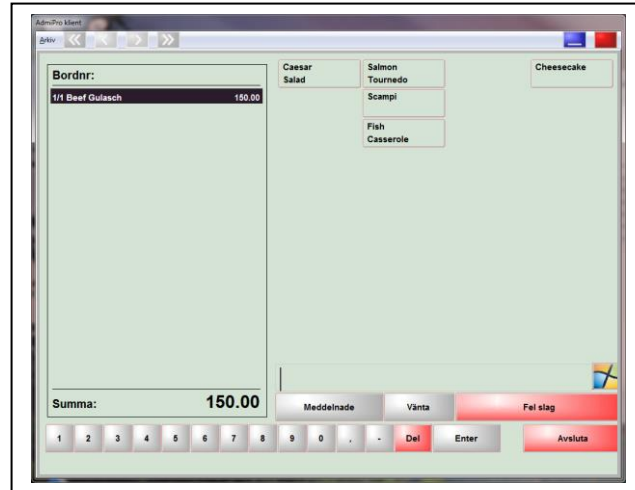 AdmiPro klient
Arkiv
Bordnr:
1/1 Beef Gulasch 150.00
Summa: 150.00
Caesar
Salad
Salmon
Tournedo
Cheesecake
Scampi
Fish
Casserole
Meddelnade Vänta Fel slag
1 2 3 4 5 6 7 8 9 0 , - Del Enter Avsluta